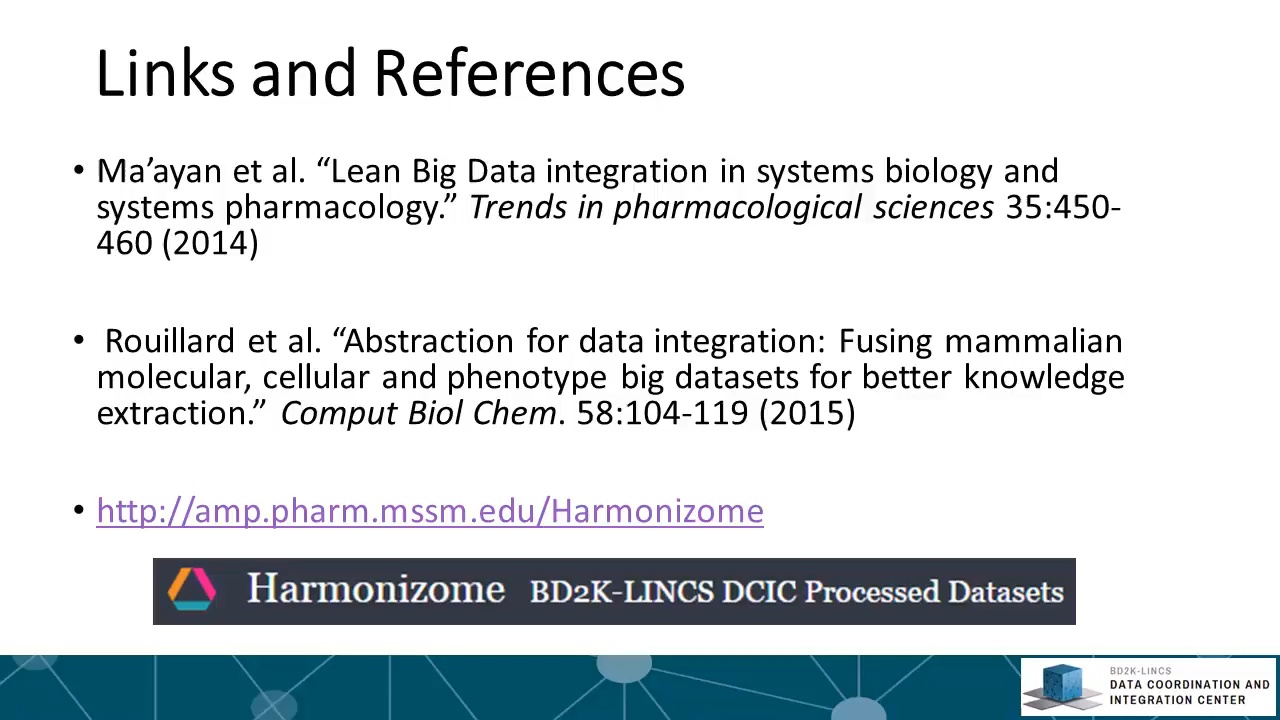 Links and References
• Ma’ayan et al. “Lean Big Data integration in systems biology and
systems pharmacology.” Trends in pharmacological sciences 35:450-
460 (2014)
• Rouillard et al. “Abstraction for data integration: Fusing mammalian
molecular, cellular and phenotype big datasets for better knowledge
extraction.” Comput Biol Chem. 58:104-119 (2015)
• http://amp.pharm.mssm.edu/Harmonizome
Harmonizome BD2K-LINCS DCIC Processed Datasets
BD2K-LINCS
DATA COORDINATION AND
INTEGRATION CENTER